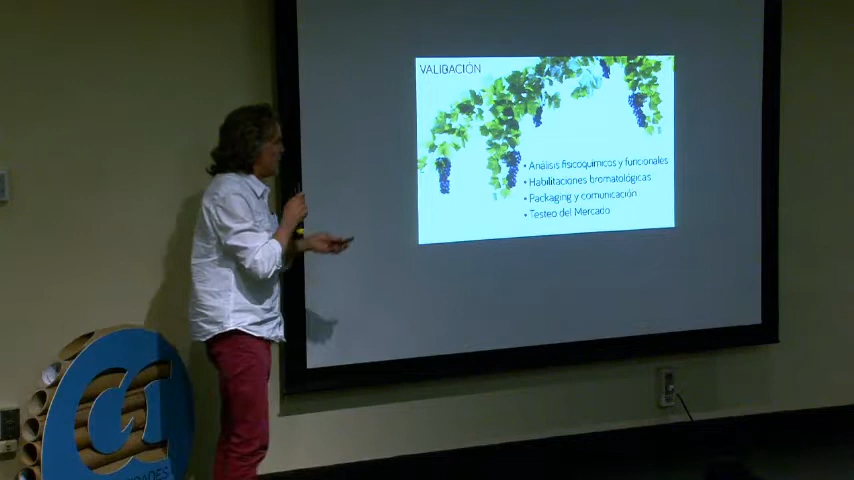 VALIDACIÓN
• Análisis fisicoquímicos y funcionales
• Habilitaciones bromatológicas
• Packaging y comunicación
• Testeo del Mercado